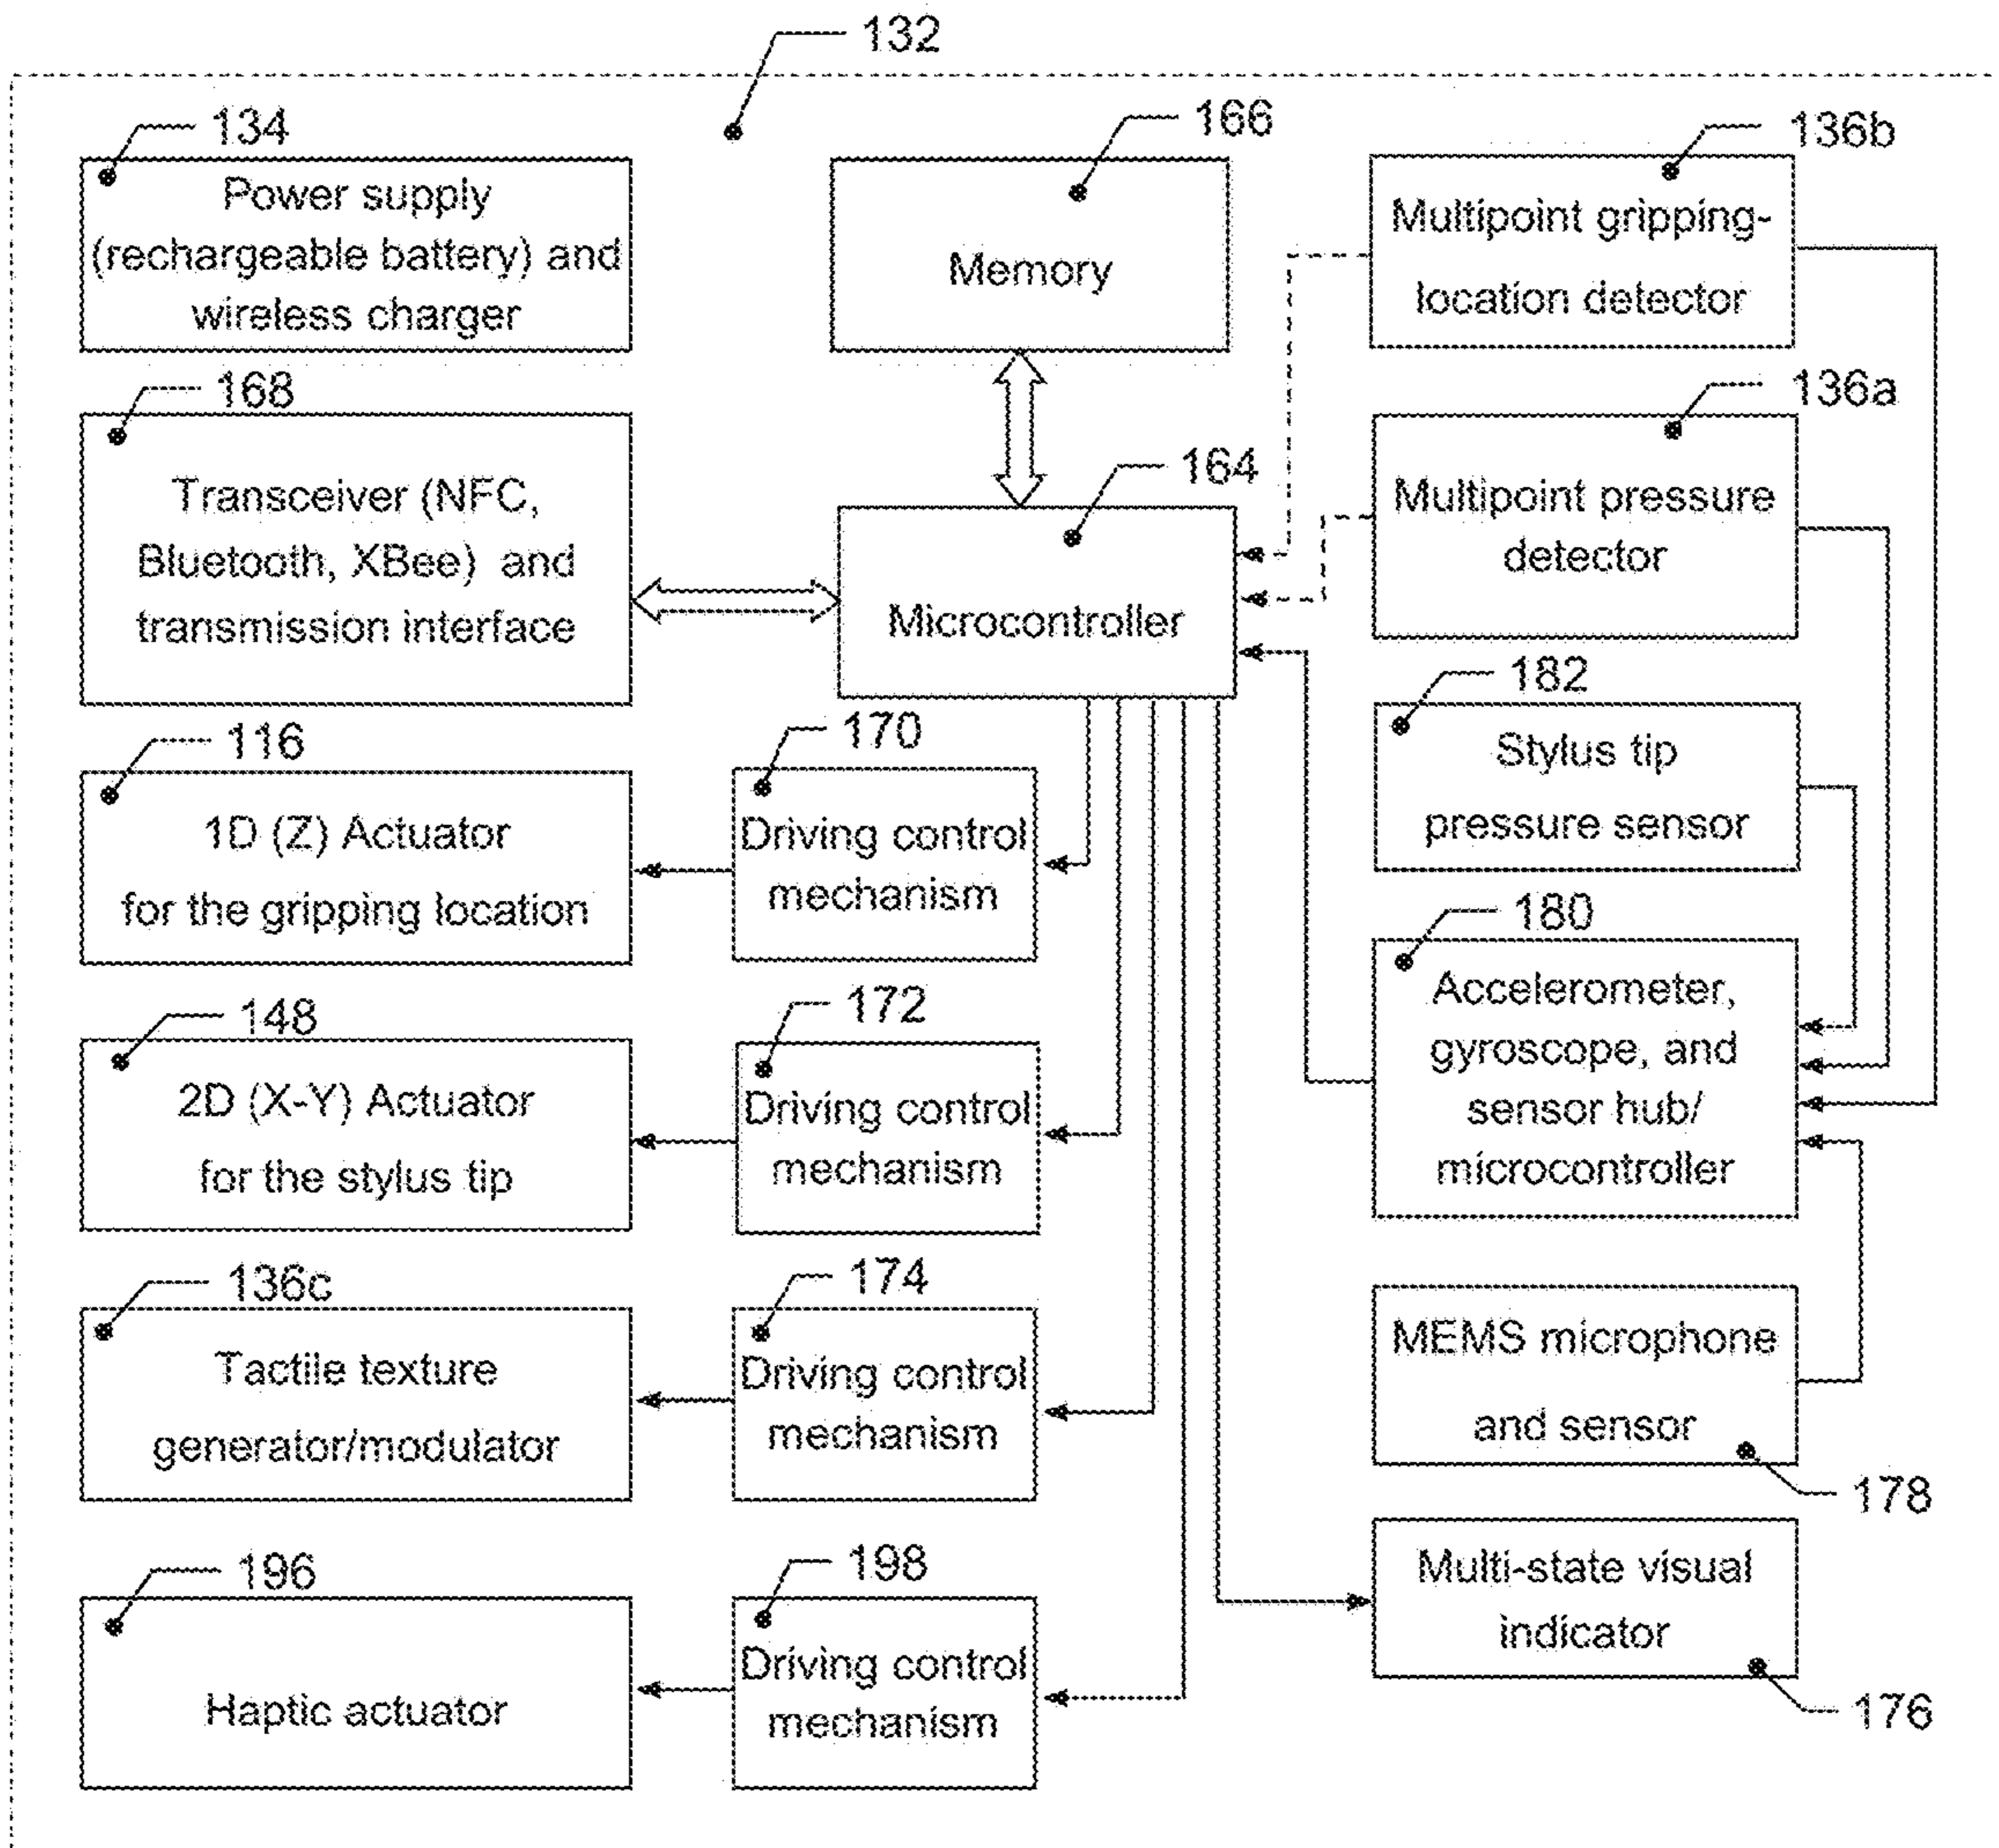 132
134
Power supply
(rechargeable battery) and
wireless charger
166
Memory
136b
Multipoint gripping-
location detector
168
Transceiver (NFC,
Bluetooth, XBee) and
transmission interface
164
Microcontroller
136a
Multipoint pressure
detector
182
Stylus tip
pressure sensor
116
1D (Z) Actuator
for the gripping location
170
Driving control
mechanism
180
Accelerometer,
gyroscope, and
sensor hub/
microcontroller
148
2D (X-Y) Actuator
for the stylus tip
172
Driving control
mechanism
136c
Tactile texture
generator/modulator
174
Driving control
mechanism
MEMS microphone
and sensor
178
196
Haptic actuator
198
Driving control
mechanism
Multi-state visual
indicator
176